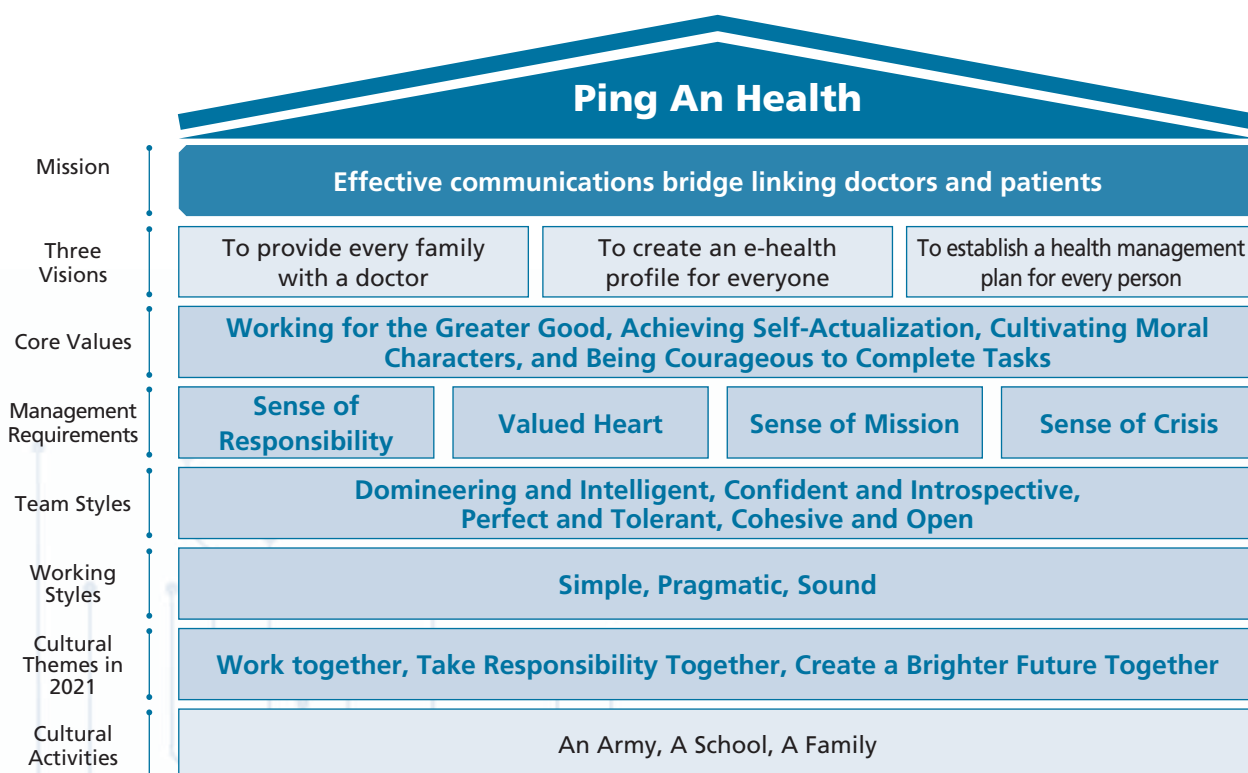 Ping An Health
Mission
Effective communications bridge linking doctors and patients
Three
Visions
To provide every family
with a doctor
To create an e-health
profile for everyone
To establish a health management
plan for every person
Core Values
Working for the Greater Good, Achieving Self-Actualization, Cultivating Moral
Characters, and Being Courageous to Complete Tasks
Management
Requirements
Sense of
Responsibility
Valued Heart
Sense of Mission
Sense of Crisis
Team Styles
Domineering and Intelligent, Confident and Introspective,
Perfect and Tolerant, Cohesive and Open
Working
Styles
Simple, Pragmatic, Sound
Cultural
Themes in
2021
Work together, Take Responsibility Together, Create a Brighter Future Together
Cultural
Activities
An Army, A School, A Family